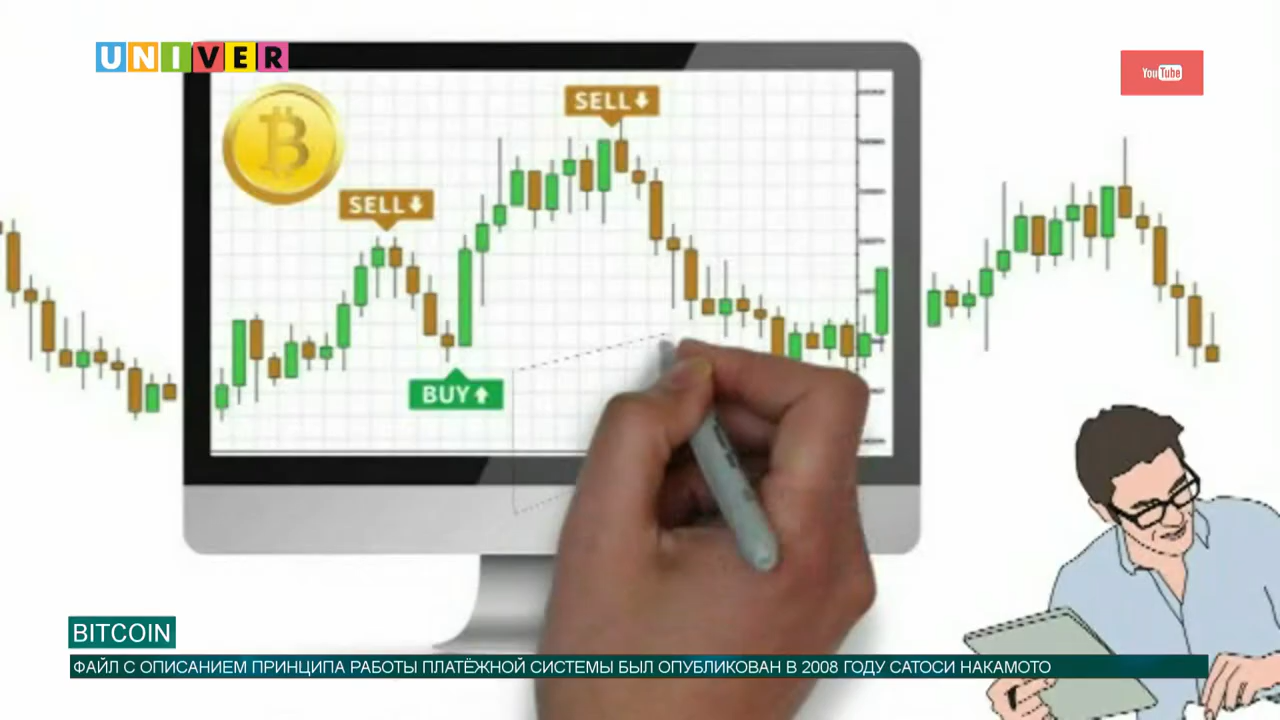 UNIVER
YouTube
SELL
SELL
BUY
BITCOIN
ФАЙЛ С ОПИСАНИЕМ ПРИНЦИПА РАБОТЫ ПЛАТЁЖНОЙ СИСТЕМЫ БЫЛ ОПУБЛИКОВАН В 2008 ГОДУ САТОСИ НАКАМОТО